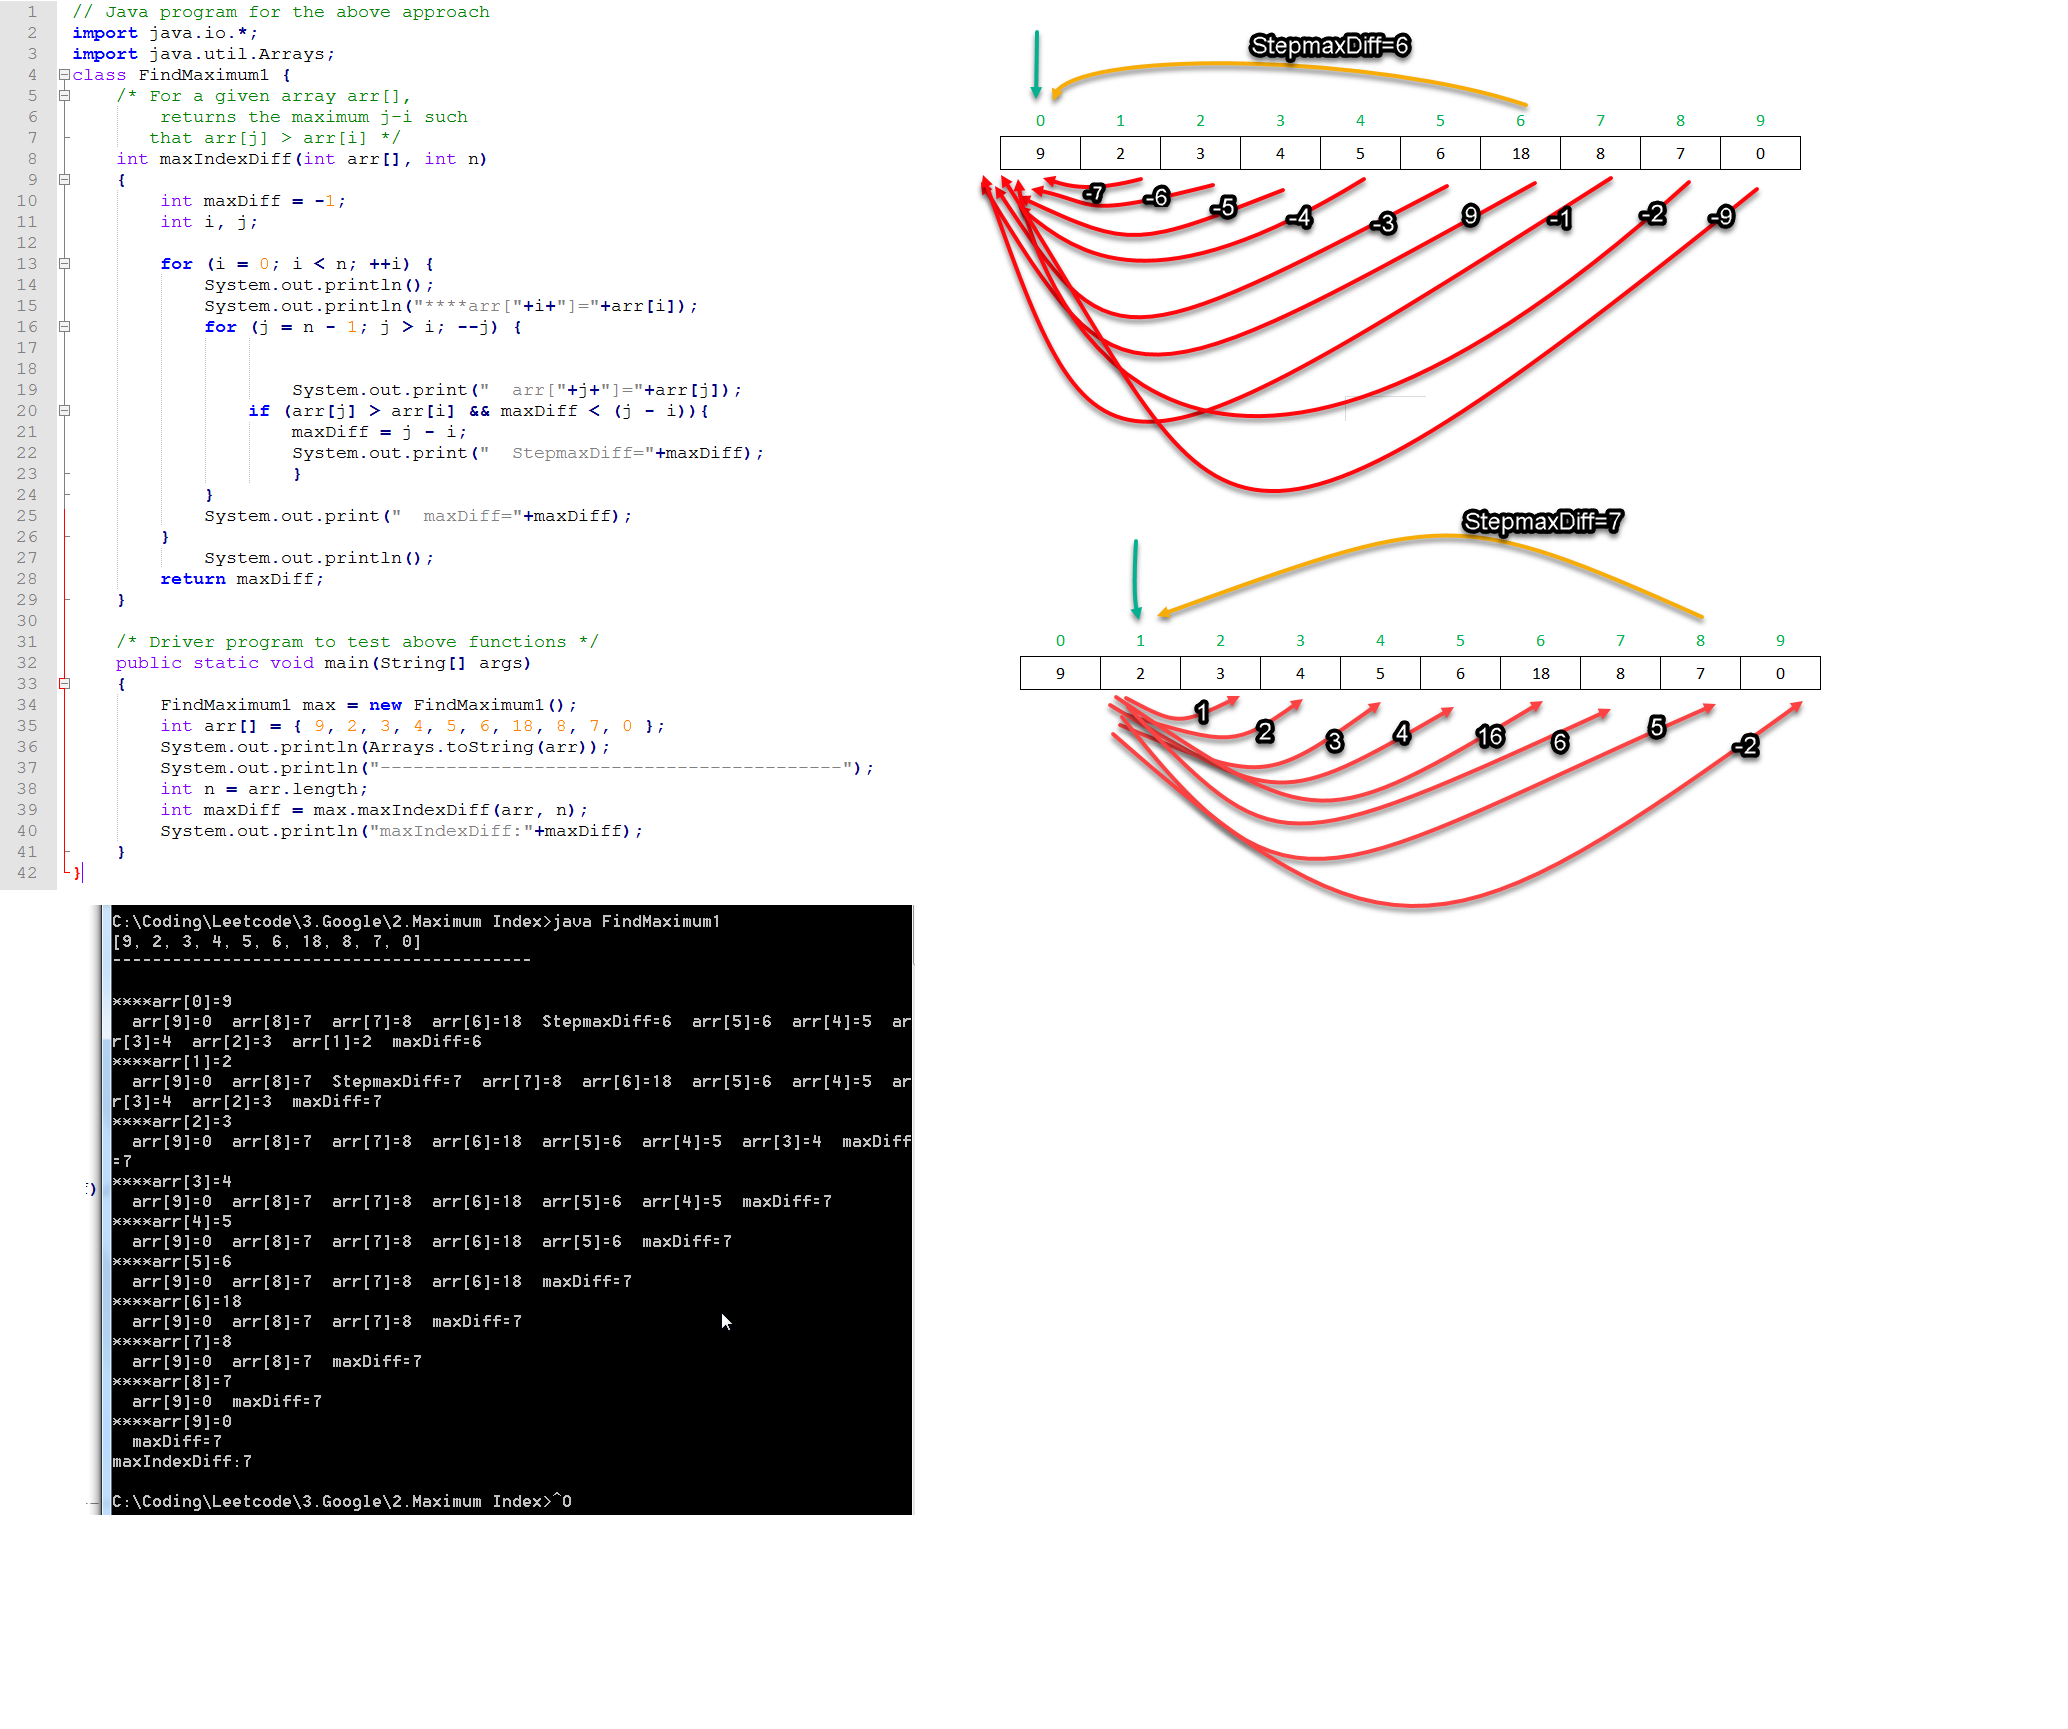 1 // Java program for the above approach
2 import java.io.*;
3 import java.util.Arrays;
4 class FindMaximum1 {
5 /* For a given array arr[],
6 returns the maximum j-i such
7 that arr[j] > arr[i] */
8 int maxIndexDiff(int arr[], int n)
9 {
10 int maxDiff = -1;
11 int i, j;
12
13 for (i = 0; i < n; ++i) {
14 System.out.println();
15 System.out.println("****arr["+i+"]="+arr[i]);
16 for (j = n - 1; j > i; --j) {
17
18
19 System.out.print("  arr["+j+"]="+arr[j]);
20 if (arr[j] > arr[i] && maxDiff < (j - i)){
21 maxDiff = j - i;
22 System.out.print("  StepmaxDiff="+maxDiff);
23 }
24 }
25 System.out.print("  maxDiff="+maxDiff);
26 }
27 System.out.println();
28 return maxDiff;
29 }
30
31 /* Driver program to test above functions */
32 public static void main(String[] args)
33 {
34 FindMaximum1 max = new FindMaximum1();
35 int arr[] = { 9, 2, 3, 4, 5, 6, 18, 8, 7, 0 };
36 System.out.println(Arrays.toString(arr));
37 System.out.println("------------------------------------------");
38 int n = arr.length;
39 int maxDiff = max.maxIndexDiff(arr, n);
40 System.out.println("maxIndexDiff:"+maxDiff);
41 }
42 }
StepmaxDiff=6
0 1 2 3 4 5 6 7 8 9
9 2 3 4 5 6 18 8 7 0
-7 -6 -5 -4 -3 9 -1 -2 -9
StepmaxDiff=7
0 1 2 3 4 5 6 7 8 9
9 2 3 4 5 6 18 8 7 0
1 2 3 4 16 6 5 -2
C:\Coding\Leetcode\3.Google\2.Maximum Index>java FindMaximum1
[9, 2, 3, 4, 5, 6, 18, 8, 7, 0]
------------------------------------------
****arr[0]=9
arr[9]=0  arr[8]=7  arr[7]=8  arr[6]=18  StepmaxDiff=6  arr[5]=6  arr[4]=5  ar
r[3]=4  arr[2]=3  arr[1]=2  maxDiff=6
****arr[1]=2
arr[9]=0  arr[8]=7  StepmaxDiff=7  arr[7]=8  arr[6]=18  arr[5]=6  arr[4]=5  ar
r[3]=4  arr[2]=3  maxDiff=7
****arr[2]=3
arr[9]=0  arr[8]=7  arr[7]=8  arr[6]=18  arr[5]=6  arr[4]=5  arr[3]=4  maxDiff
=7
****arr[3]=4
arr[9]=0  arr[8]=7  arr[7]=8  arr[6]=18  arr[5]=6  arr[4]=5  maxDiff=7
****arr[4]=5
arr[9]=0  arr[8]=7  arr[7]=8  arr[6]=18  arr[5]=6  maxDiff=7
****arr[5]=6
arr[9]=0  arr[8]=7  arr[7]=8  arr[6]=18  maxDiff=7
****arr[6]=18
arr[9]=0  arr[8]=7  arr[7]=8  maxDiff=7
****arr[7]=8
arr[9]=0  arr[8]=7  maxDiff=7
****arr[8]=7
arr[9]=0  maxDiff=7
****arr[9]=0
maxDiff=7
maxIndexDiff:7
C:\Coding\Leetcode\3.Google\2.Maximum Index>^O